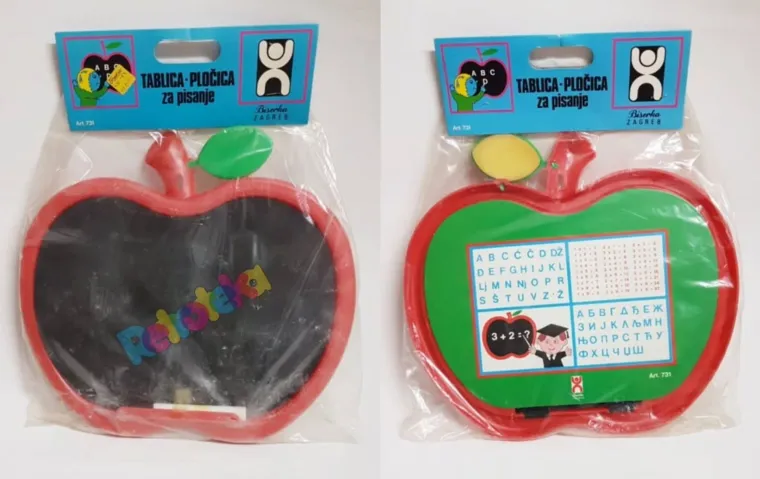 A B C
D
TABLICA·PLOČICA
za pisanje
Biserka
ZAGREB
Art. 731
Retroteka
A B C
D
TABLICA·PLOČICA
za pisanje
Biserka
ZAGREB
Art. 731
A B C Ć Č D DŽ
D E F G H I J K L
Lj M N Nj O P R
S Š T U V Z Ž
А Б В Г Д Ђ Е Ж
З И Ј К Л Љ М Н
Њ О П Р С Т Ћ У
Ф Х Ц Ч Џ Ш
3+2=?
Art. 731